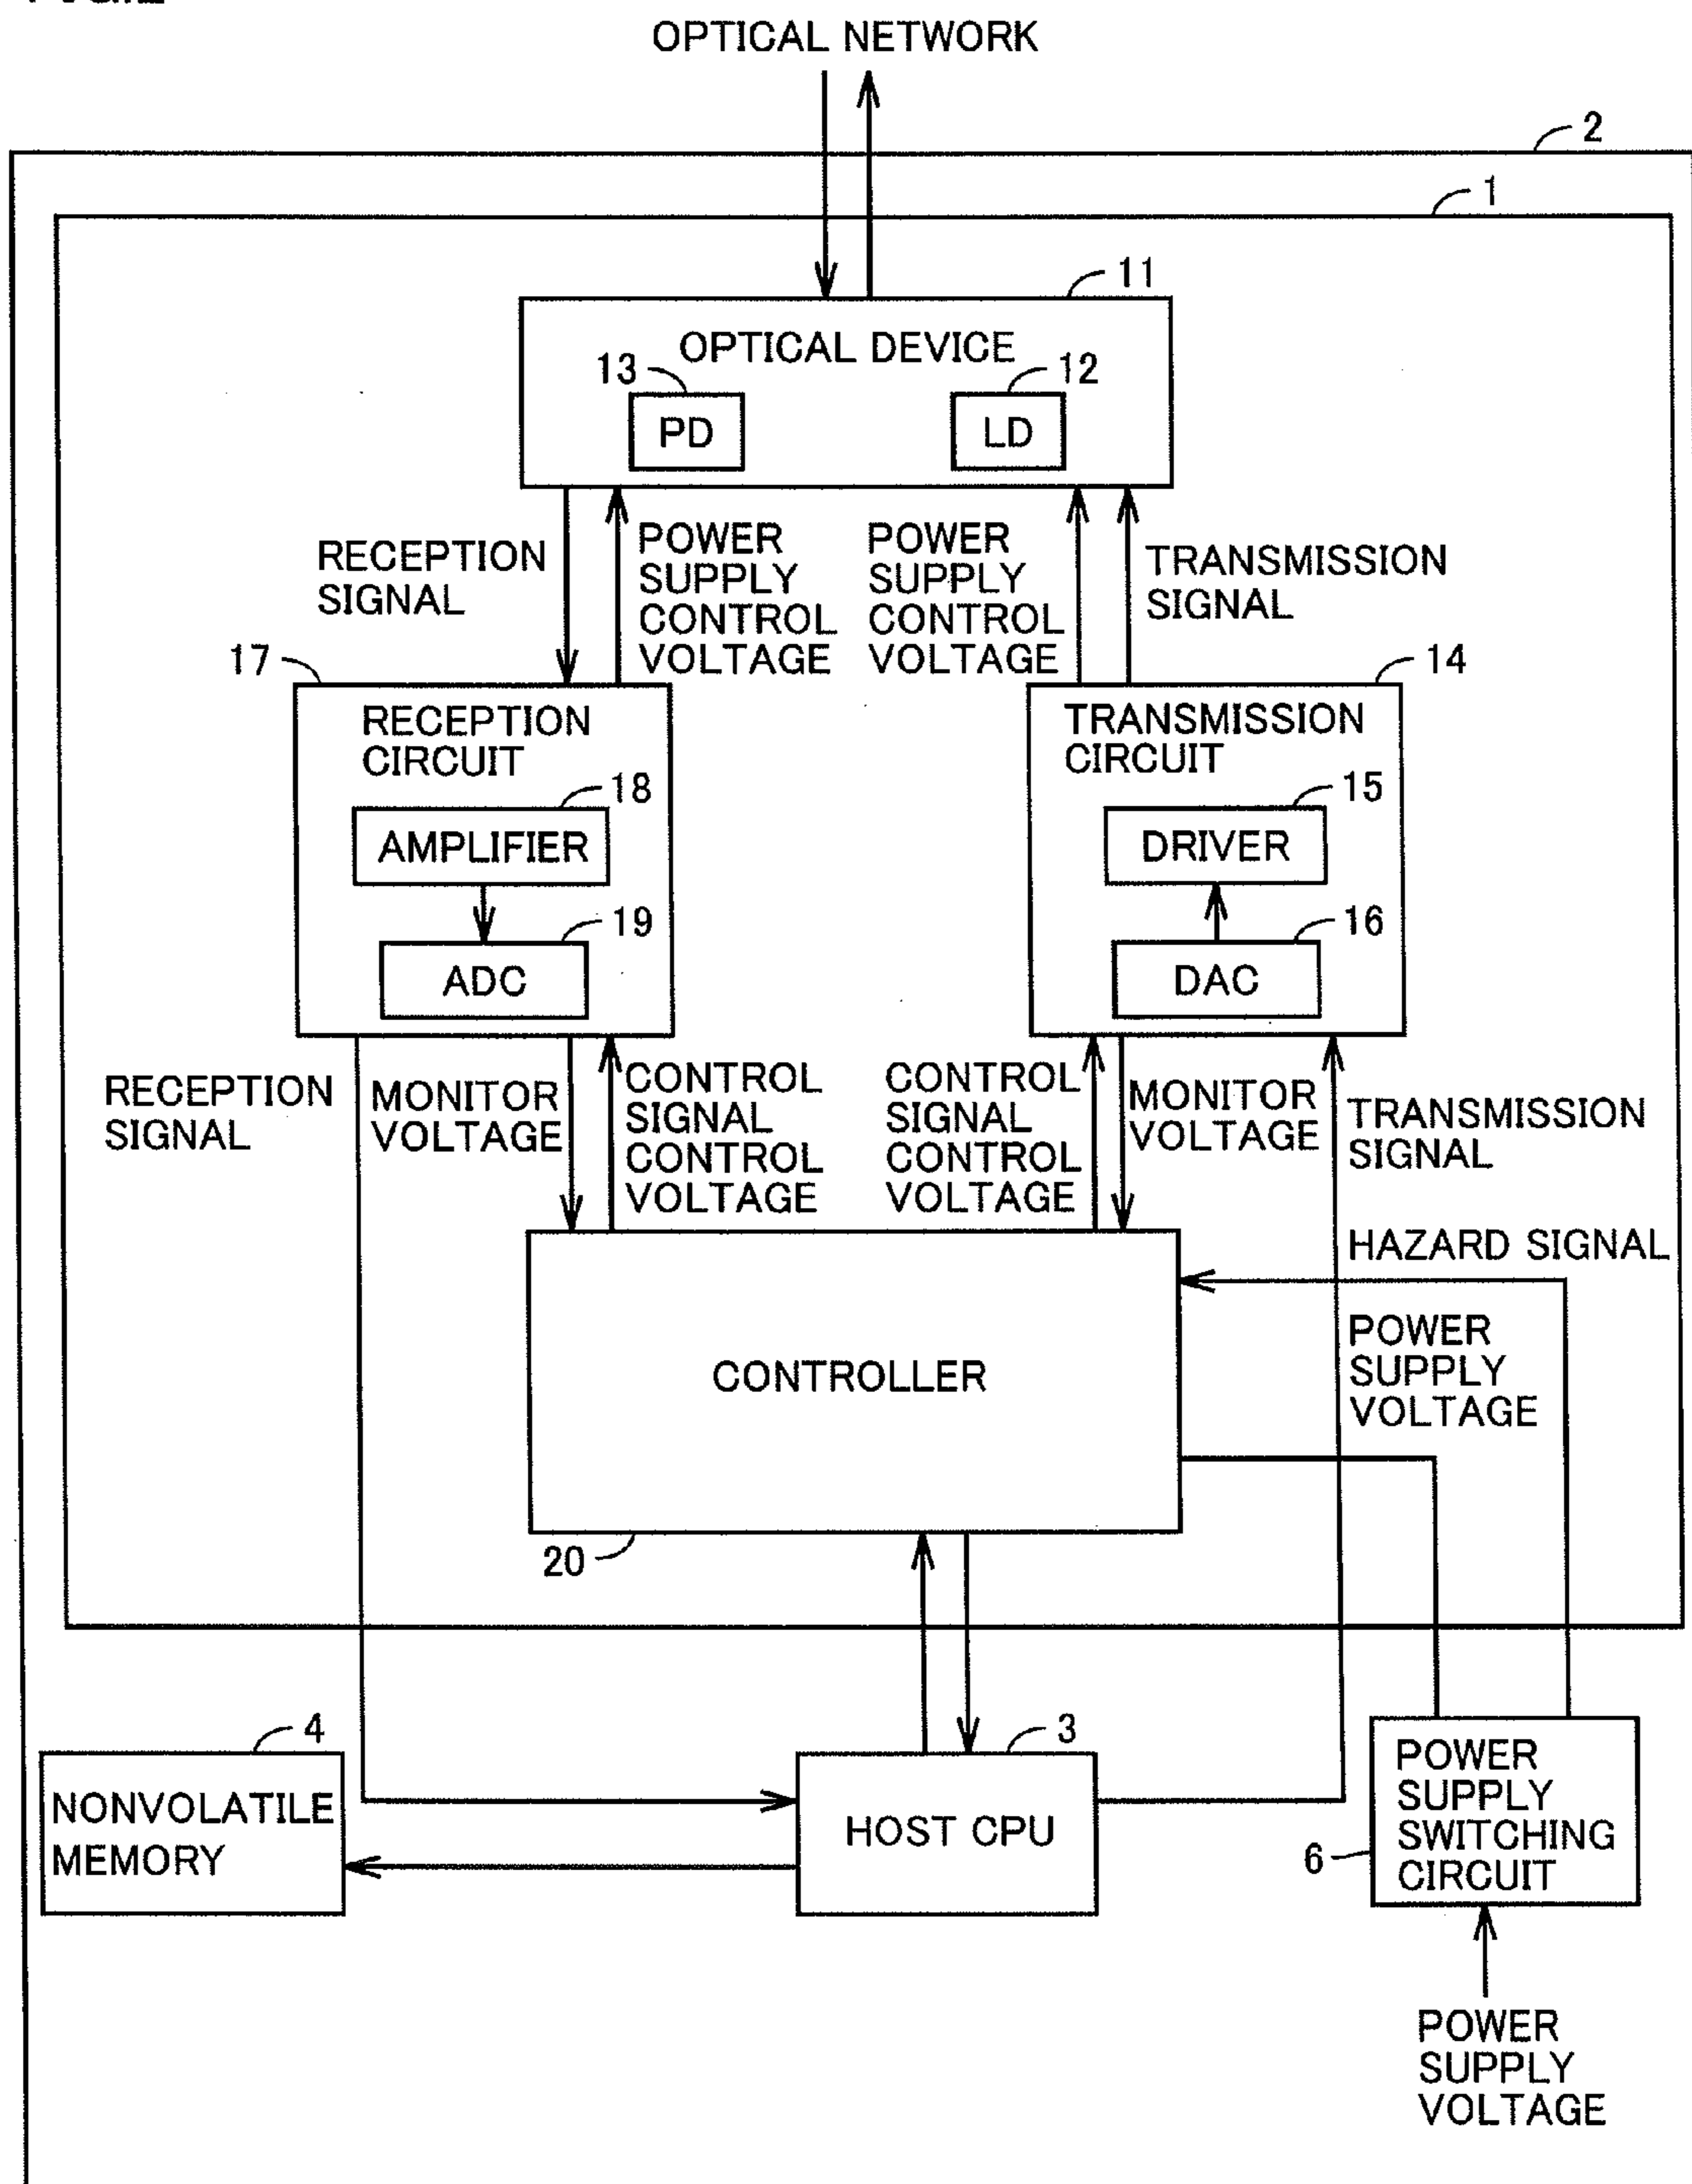 OPTICAL NETWORK
2
1
11
OPTICAL DEVICE
13
12
PD
LD
RECEPTION
SIGNAL
POWER
SUPPLY
CONTROL
VOLTAGE
POWER
SUPPLY
CONTROL
VOLTAGE
TRANSMISSION
SIGNAL
17
14
RECEPTION
CIRCUIT
18
AMPLIFIER
19
ADC
TRANSMISSION
CIRCUIT
15
DRIVER
16
DAC
RECEPTION
SIGNAL
MONITOR
VOLTAGE
CONTROL
SIGNAL
CONTROL
VOLTAGE
CONTROL
SIGNAL
CONTROL
VOLTAGE
MONITOR
VOLTAGE
TRANSMISSION
SIGNAL
HAZARD SIGNAL
CONTROLLER
POWER
SUPPLY
VOLTAGE
20
4
NONVOLATILE
MEMORY
3
HOST CPU
6
POWER
SUPPLY
SWITCHING
CIRCUIT
POWER
SUPPLY
VOLTAGE